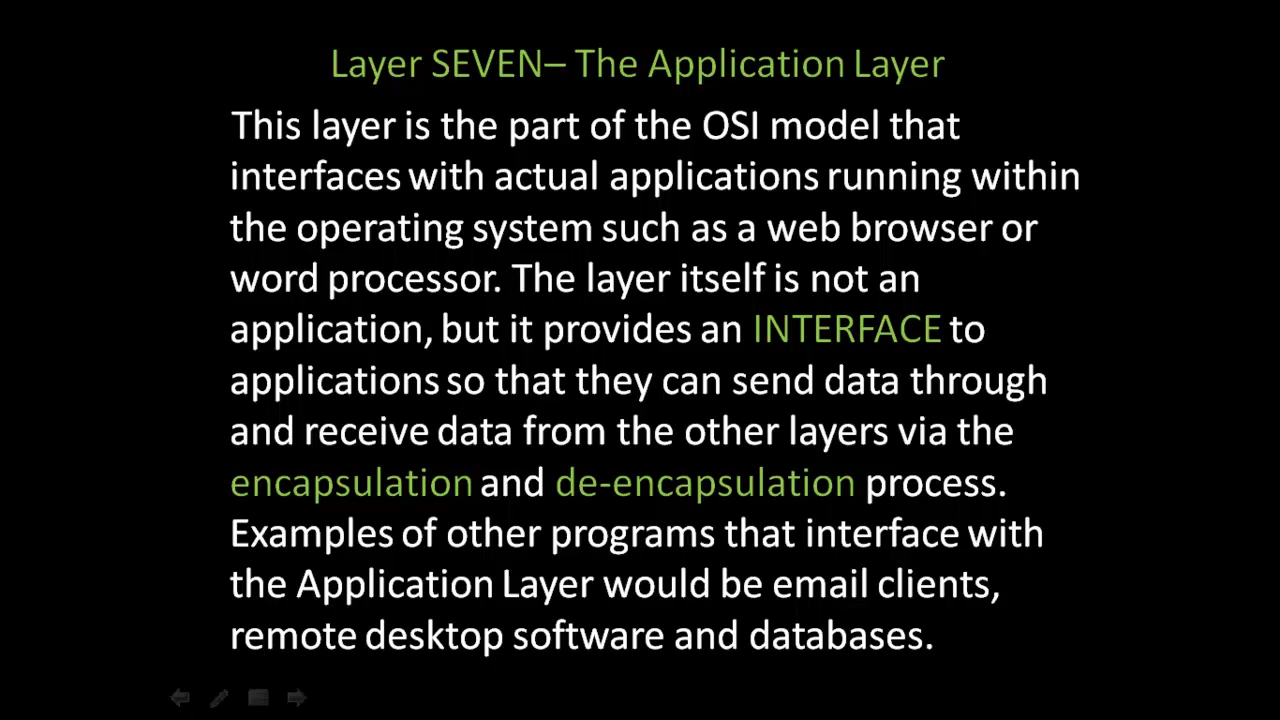 Layer SEVEN– The Application Layer
This layer is the part of the OSI model that
interfaces with actual applications running within
the operating system such as a web browser or
word processor. The layer itself is not an
application, but it provides an INTERFACE to
applications so that they can send data through
and receive data from the other layers via the
encapsulation and de-encapsulation process.
Examples of other programs that interface with
the Application Layer would be email clients,
remote desktop software and databases.